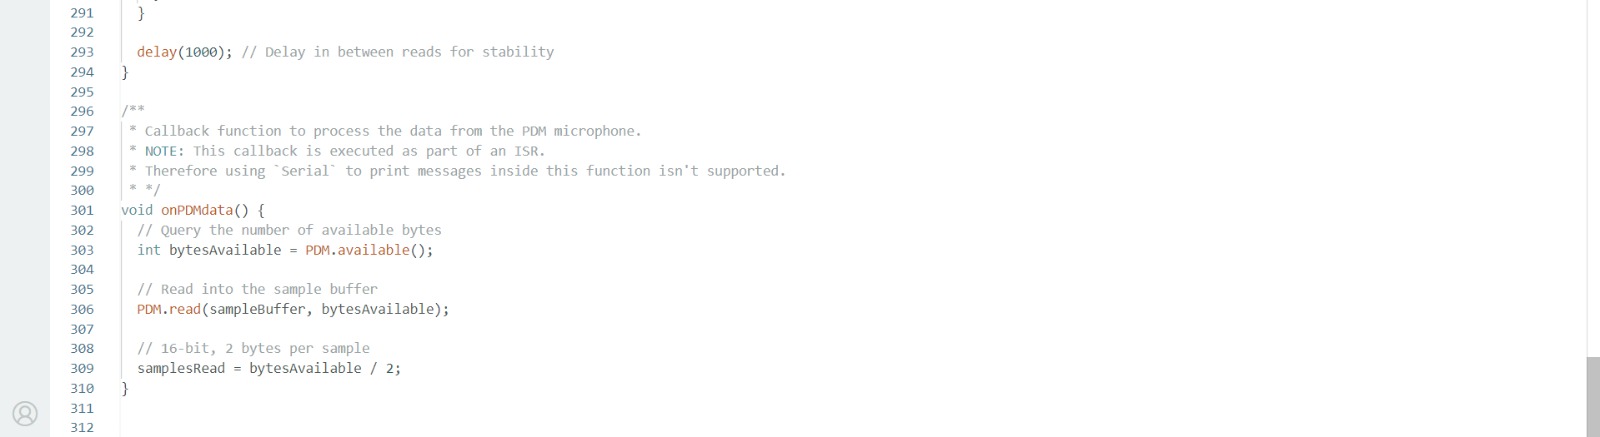 291 }
292
293 delay(1000); // Delay in between reads for stability
294 }
295
296 /**
297 * Callback function to process the data from the PDM microphone.
298 * NOTE: This callback is executed as part of an ISR.
299 * Therefore using `Serial` to print messages inside this function isn't supported.
300 * */
301 void onPDMdata() {
302 // Query the number of available bytes
303 int bytesAvailable = PDM.available();
304
305 // Read into the sample buffer
306 PDM.read(sampleBuffer, bytesAvailable);
307
308 // 16-bit, 2 bytes per sample
309 samplesRead = bytesAvailable / 2;
310 }
311
312